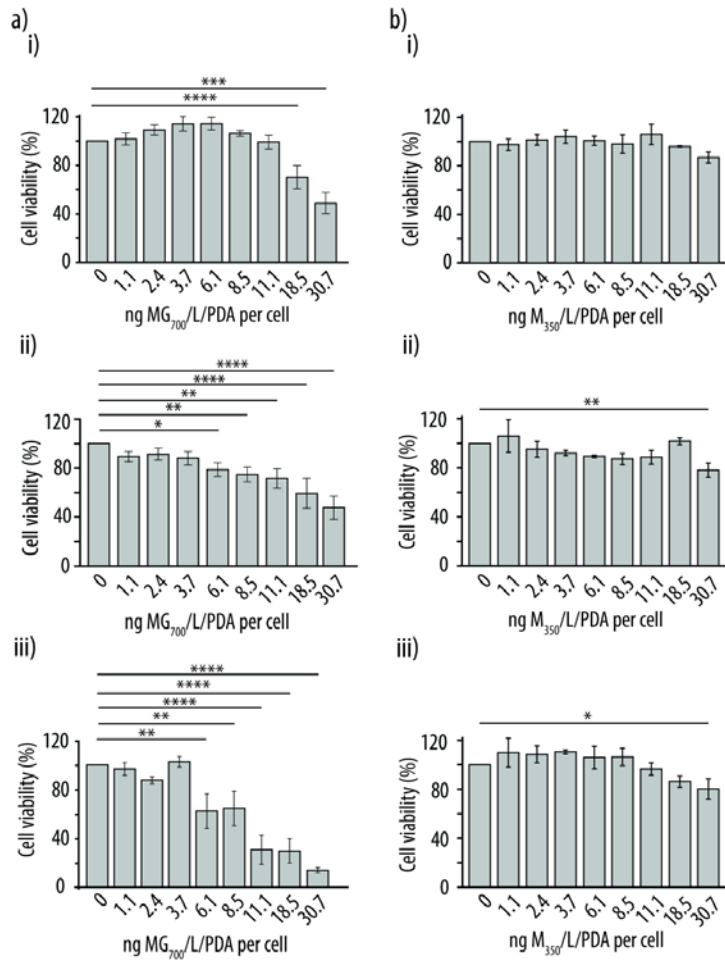 a)
i)
***
****
120
80
40
0
Cell viability (%)
0 1.1 2.4 3.7 6.1 8.5 11.1 18.5 30.7
ng MG₇₀₀/L/PDA per cell
ii)
****
****
**
**
*
120
80
40
0
Cell viability (%)
0 1.1 2.4 3.7 6.1 8.5 11.1 18.5 30.7
ng MG₇₀₀/L/PDA per cell
iii)
****
****
****
**
**
120
80
40
0
Cell viability (%)
0 1.1 2.4 3.7 6.1 8.5 11.1 18.5 30.7
ng MG₇₀₀/L/PDA per cell
b)
i)
120
80
40
0
Cell viability (%)
0 1.1 2.4 3.7 6.1 8.5 11.1 18.5 30.7
ng M₃₅₀/L/PDA per cell
ii)
**
120
80
40
0
Cell viability (%)
0 1.1 2.4 3.7 6.1 8.5 11.1 18.5 30.7
ng M₃₅₀/L/PDA per cell
iii)
*
120
80
40
0
Cell viability (%)
0 1.1 2.4 3.7 6.1 8.5 11.1 18.5 30.7
ng M₃₅₀/L/PDA per cell